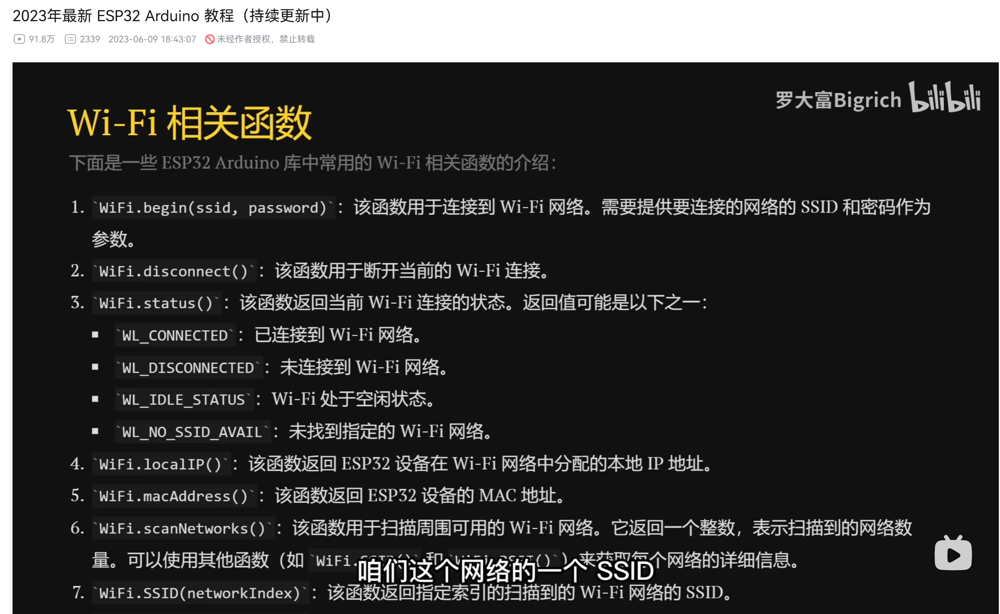 2023年最新 ESP32 Arduino 教程（持续更新中）
91.8万 2339 2023-06-09 18:43:07 未经作者授权，禁止转载
罗大富Bigrich bilibili
Wi-Fi 相关函数
下面是一些 ESP32 Arduino 库中常用的 Wi-Fi 相关函数的介绍：
1. `WiFi.begin(ssid, password)`：该函数用于连接到 Wi-Fi 网络。需要提供要连接的网络的 SSID 和密码作为
参数。
2. `WiFi.disconnect()`：该函数用于断开当前的 Wi-Fi 连接。
3. `WiFi.status()`：该函数返回当前 Wi-Fi 连接的状态。返回值可能是以下之一：
`WL_CONNECTED`：已连接到 Wi-Fi 网络。
`WL_DISCONNECTED`：未连接到 Wi-Fi 网络。
`WL_IDLE_STATUS`：Wi-Fi 处于空闲状态。
`WL_NO_SSID_AVAIL`：未找到指定的 Wi-Fi 网络。
4. `WiFi.localIP()`：该函数返回 ESP32 设备在 Wi-Fi 网络中分配的本地 IP 地址。
5. `WiFi.macAddress()`：该函数返回 ESP32 设备的 MAC 地址。
6. `WiFi.scanNetworks()`：该函数用于扫描周围可用的 Wi-Fi 网络。它返回一个整数，表示扫描到的网络数
量。可以使用其他函数（如 `WiFi.SSID()` 和 `WiFi.RSSI()`）来获取每个网络的详细信息。
咱们这个网络的一个 SSID
7. `WiFi.SSID(networkIndex)`：该函数返回指定索引的扫描到的 Wi-Fi 网络的 SSID。